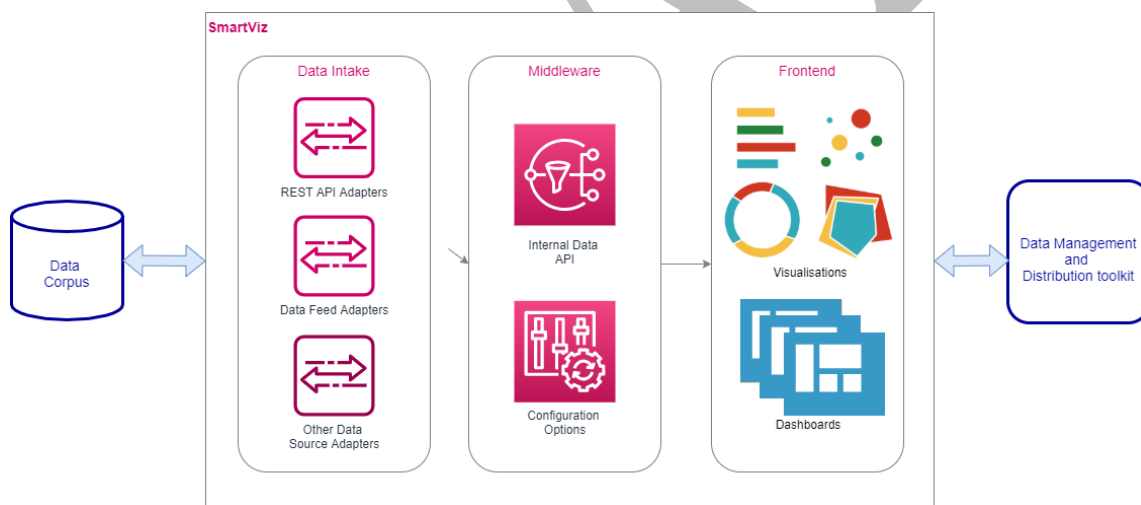 SmartViz
Data Intake
Middleware
Frontend
REST API Adapters
Data Feed Adapters
Other Data
Source Adapters
Internal Data
API
Configuration
Options
Visualisations
Dashboards
Data
Corpus
Data Management
and
Distribution toolkit